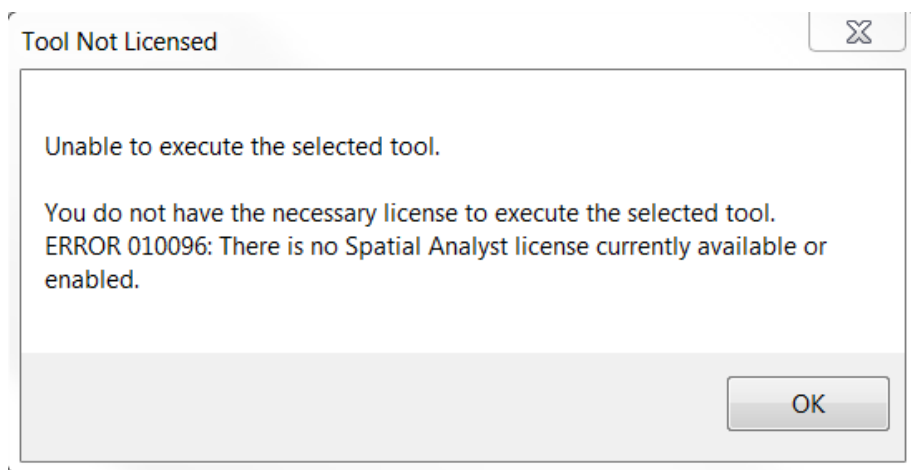 Tool Not Licensed
Unable to execute the selected tool.
You do not have the necessary license to execute the selected tool.
ERROR 010096: There is no Spatial Analyst license currently available or
enabled.
OK